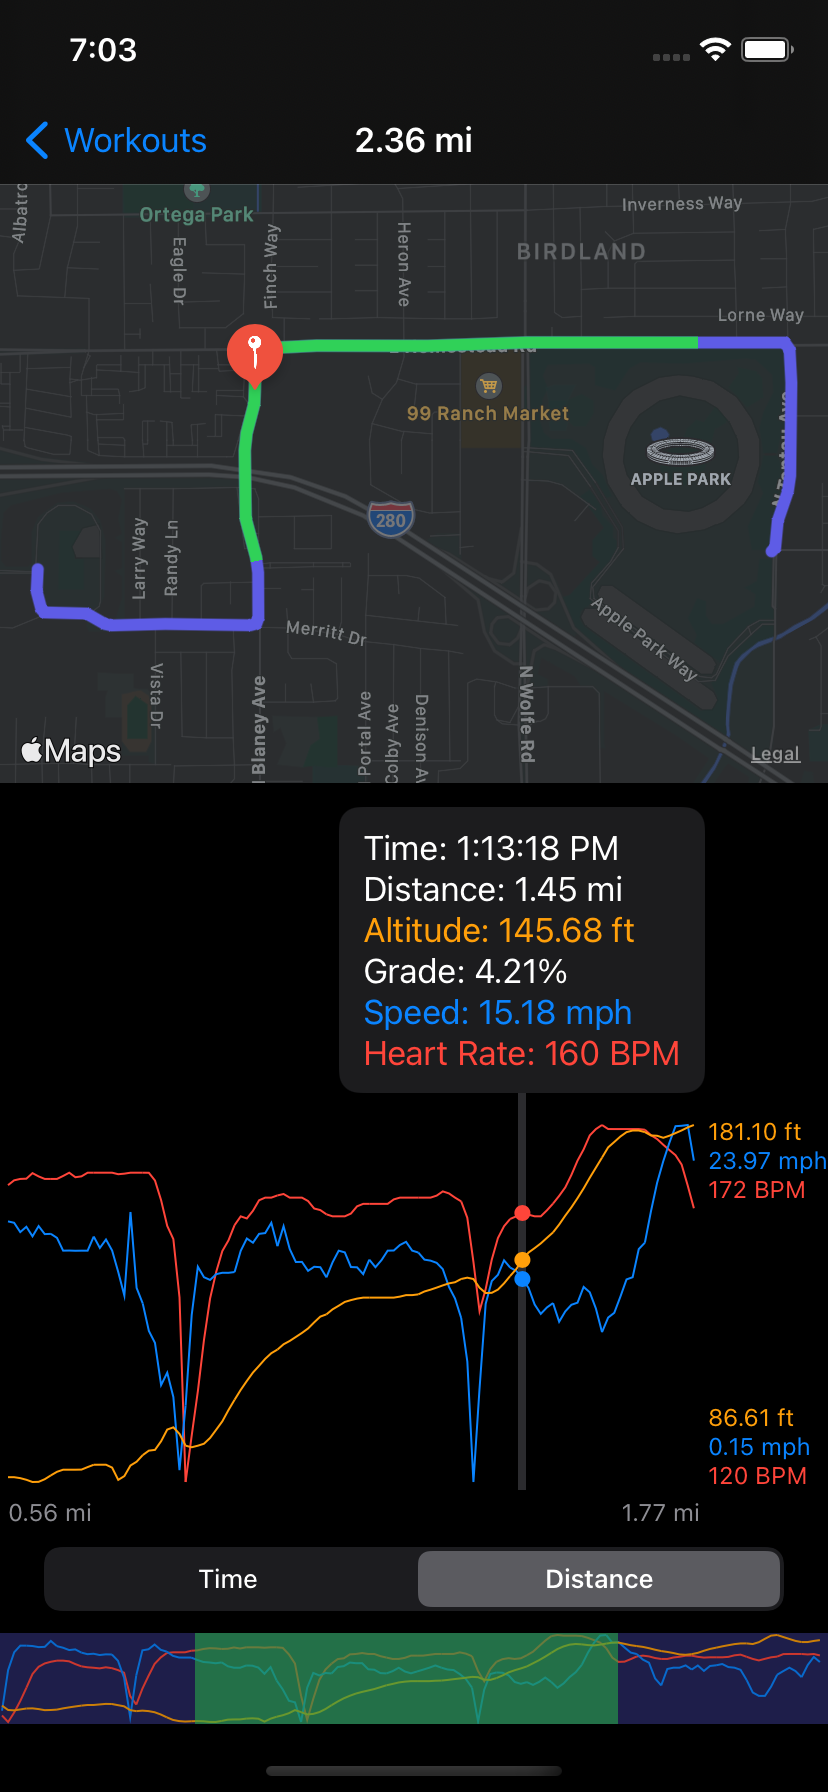 7:03
Workouts
2.36 mi
Ortega Park
Inverness Way
Eagle Dr
Finch Way
Heron Ave
BIRDLAND
Lorne Way
99 Ranch Market
APPLE PARK
280
Larry Way
Randy Ln
Merritt Dr
Apple Park Way
Vista Dr
Blaney Ave
Portal Ave
Colby Ave
Denison
N Wolfe Rd
Maps
Legal
Time: 1:13:18 PM
Distance: 1.45 mi
Altitude: 145.68 ft
Grade: 4.21%
Speed: 15.18 mph
Heart Rate: 160 BPM
181.10 ft
23.97 mph
172 BPM
86.61 ft
0.15 mph
120 BPM
0.56 mi
1.77 mi
Time
Distance